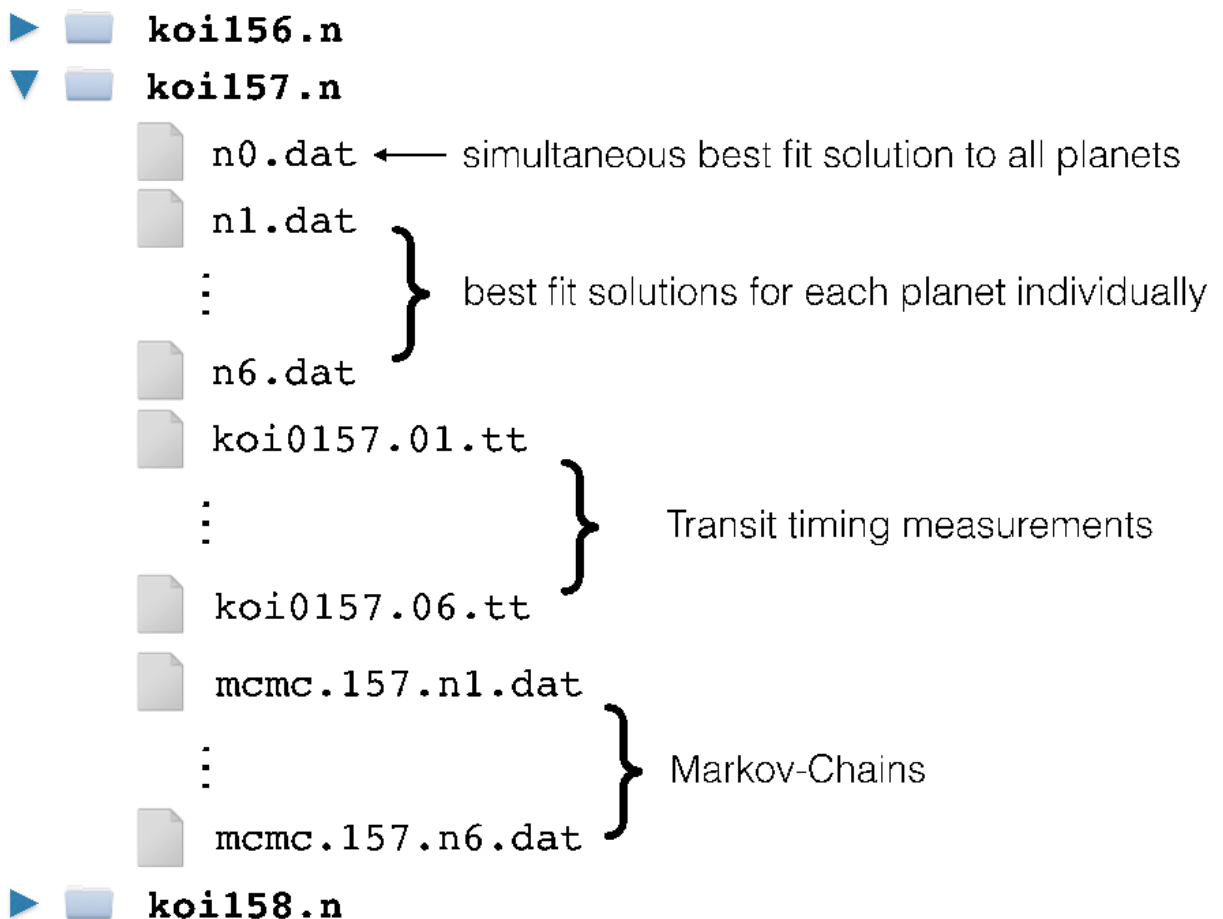 koi156.n
koi157.n
n0.dat simultaneous best fit solution to all planets
n1.dat
best fit solutions for each planet individually
n6.dat
koi0157.01.tt
Transit timing measurements
koi0157.06.tt
mcmc.157.n1.dat
Markov-Chains
mcmc.157.n6.dat
koi158.n